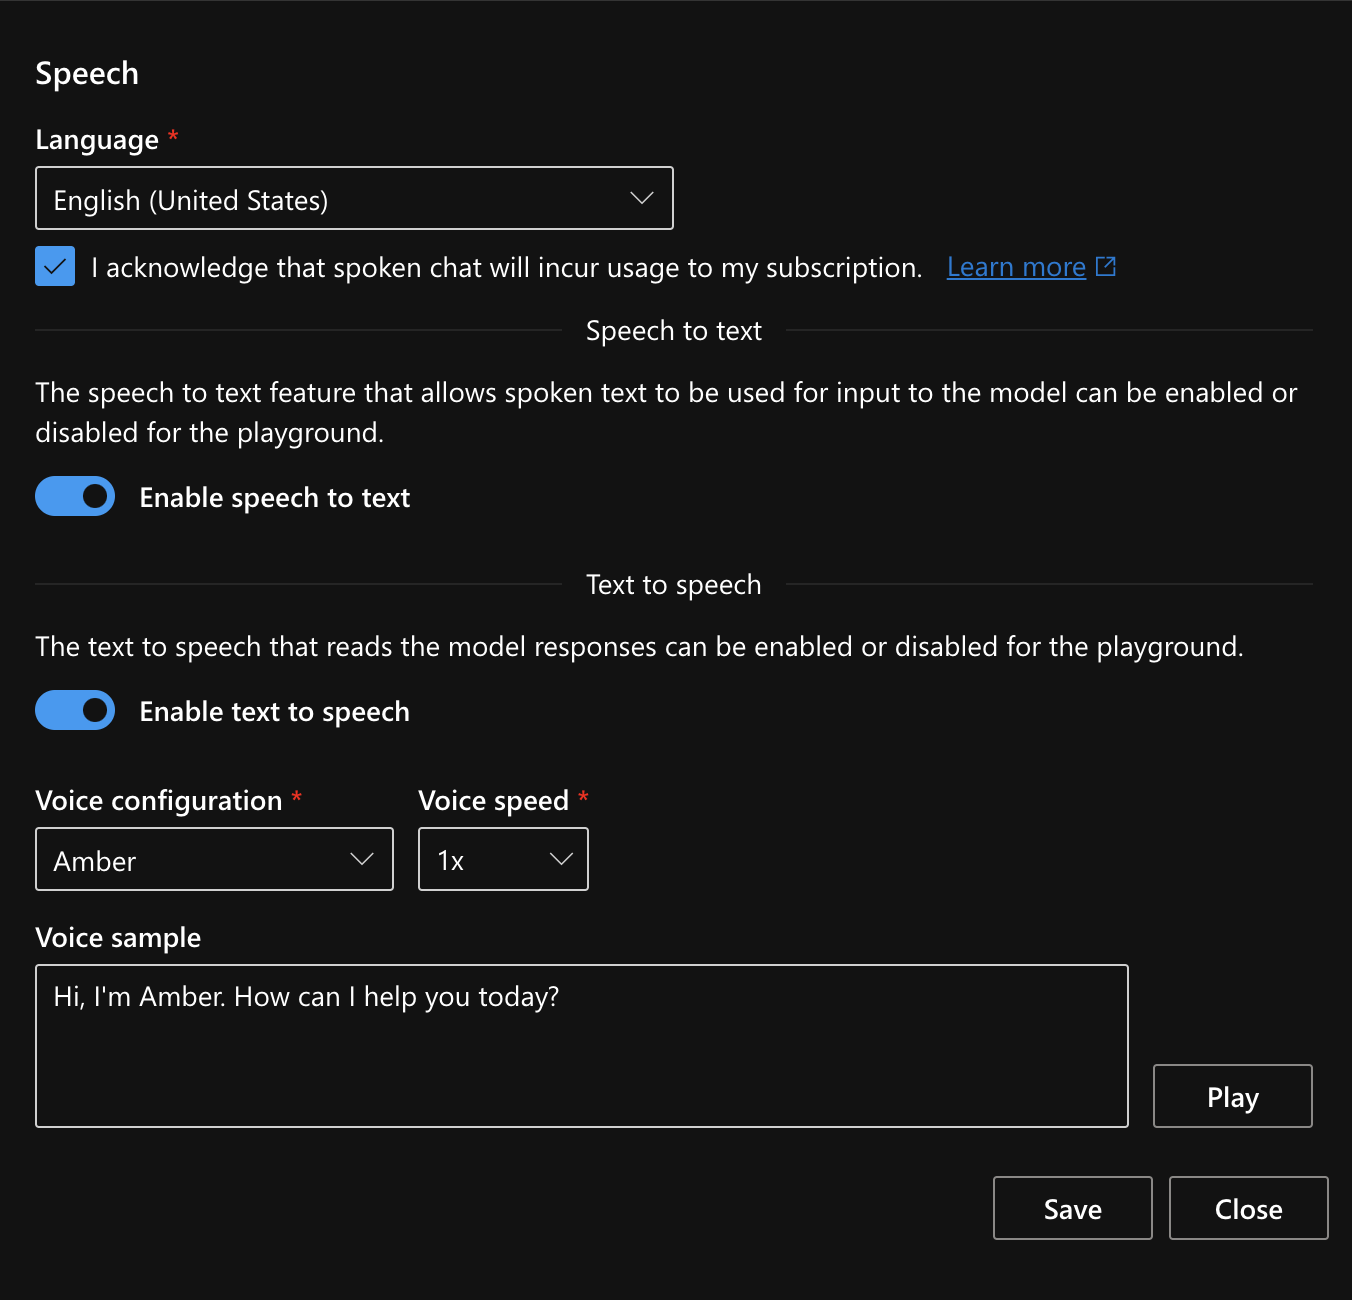 Speech
Language *
English (United States)
I acknowledge that spoken chat will incur usage to my subscription. Learn more
Speech to text
The speech to text feature that allows spoken text to be used for input to the model can be enabled or
disabled for the playground.
Enable speech to text
Text to speech
The text to speech that reads the model responses can be enabled or disabled for the playground.
Enable text to speech
Voice configuration * Voice speed *
Amber 1x
Voice sample
Hi, I'm Amber. How can I help you today?
Play
Save Close